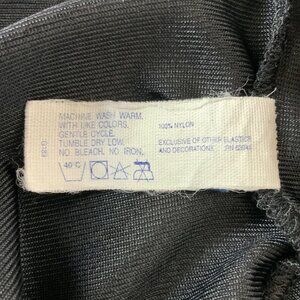 MACHINE WASH WARM,
WITH LIKE COLORS,
GENTLE CYCLE.
TUMBLE DRY LOW.
NO BLEACH. NO IRON.
40°C
100% NYLON
EXCLUSIVE OF OTHER ELASTICS
AND DECORATIONS.